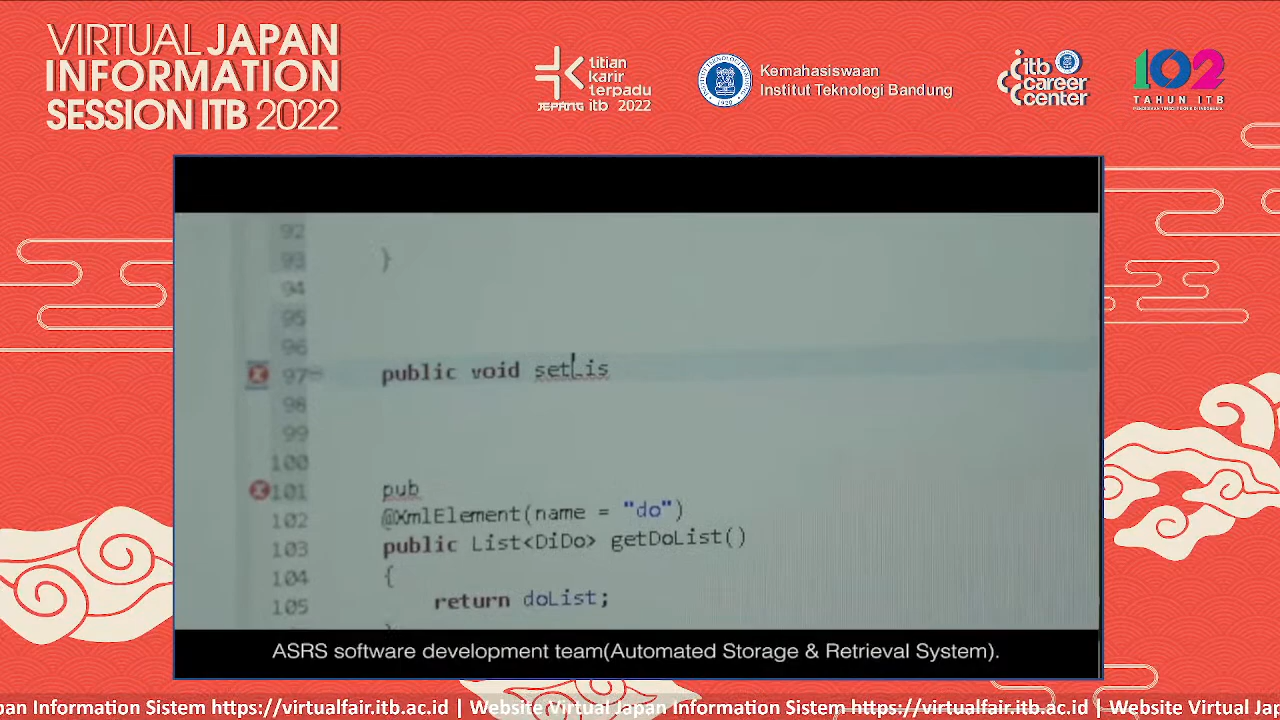 VIRTUAL JAPAN
INFORMATION
SESSION ITB 2022
titian
karir
terpadu
JEPANG itb 2022
Kemahasiswaan
Institut Teknologi Bandung
itb
career
center
102
TAHUN ITB
92
93 }
94
95
96
97 public void setLis
98
99
100
101 pub
102 @XmlElement(name = "do")
103 public List<DiDo> getDoList()
104 {
105 return doList;
ASRS software development team(Automated Storage & Retrieval System).
pan Information Sistem https://virtualfair.itb.ac.id | Website Virtual Japan Information Sistem https://virtualfair.itb.ac.id | Website Virtual Jap